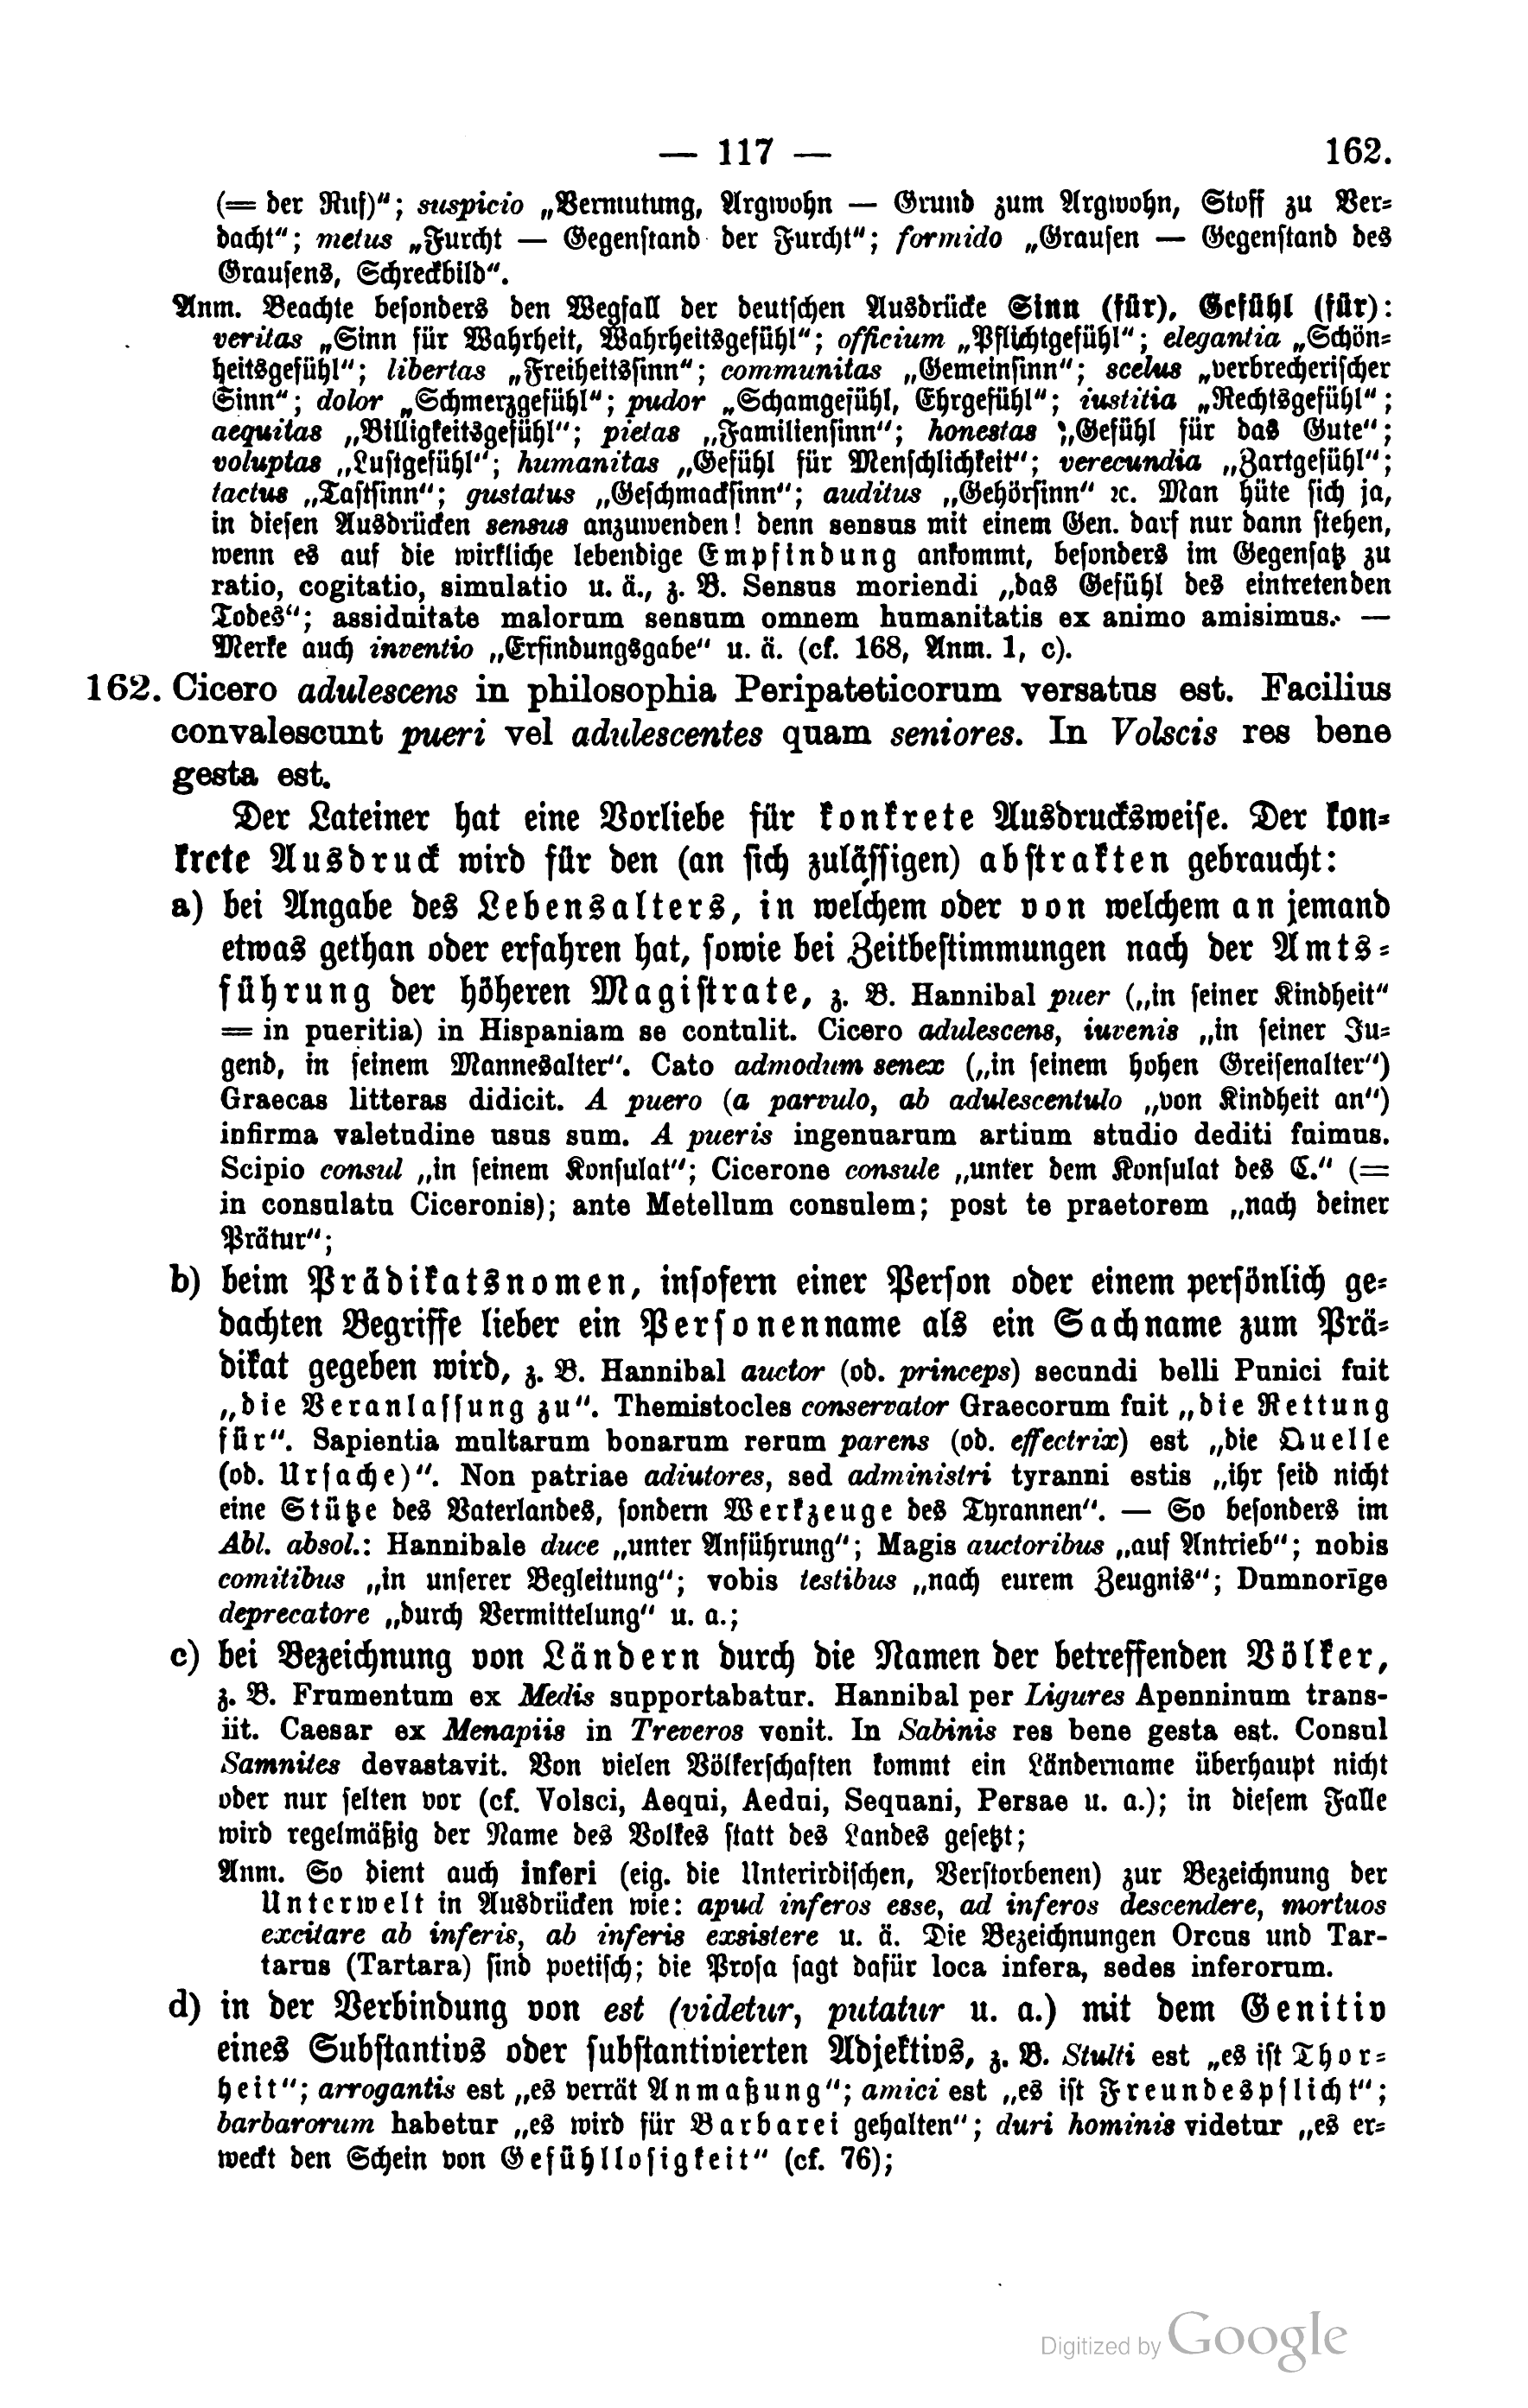 — 117 — 162.
(= der Ruf)“; suspicio „Vermutung, Argwohn — Grund zum Argwohn, Stoff zu Ver-
dacht“; metus „Furcht — Gegenstand der Furcht“; formido „Grausen — Gegenstand des
Grausens, Schreckbild“.
Anm. Beachte besonders den Wegfall der deutschen Ausdrücke Sinn (für), Gefühl (für):
veritas „Sinn für Wahrheit, Wahrheitsgefühl“; officium „Pflichtgefühl“; elegantia „Schön-
heitsgefühl“; libertas „Freiheitssinn“; communitas „Gemeinsinn“; scelus „verbrecherischer
Sinn“; dolor „Schmerzgefühl“; pudor „Schamgefühl, Ehrgefühl“; iustitia „Rechtsgefühl“;
aequitas „Billigkeitsgefühl“; pietas „Familiensinn“; honestas „Gefühl für das Gute“;
voluptas „Lustgefühl“; humanitas „Gefühl für Menschlichkeit“; verecundia „Zartgefühl“;
tactus „Tastsinn“; gustatus „Geschmacksinn“; auditus „Gehörsinn“ ꝛc. Man hüte sich ja,
in diesen Ausdrücken sensus anzuwenden! denn sensus mit einem Gen. darf nur dann stehen,
wenn es auf die wirkliche lebendige Empfindung ankommt, besonders im Gegensatz zu
ratio, cogitatio, simulatio u. ä., z. B. Sensus moriendi „das Gefühl des eintretenden
Todes“; assiduitate malorum sensum omnem humanitatis ex animo amisimus. —
Merke auch inventio „Erfindungsgabe“ u. ä. (cf. 168, Anm. 1, c).
162. Cicero adulescens in philosophia Peripateticorum versatus est. Facilius
convalescunt pueri vel adulescentes quam seniores. In Volscis res bene
gesta est.
Der Lateiner hat eine Vorliebe für konkrete Ausdrucksweise. Der kon-
krete Ausdruck wird für den (an sich zulässigen) abstrakten gebraucht:
a) bei Angabe des Lebensalters, in welchem oder von welchem an jemand
etwas gethan oder erfahren hat, sowie bei Zeitbestimmungen nach der Amts-
führung der höheren Magistrate, z. B. Hannibal puer („in seiner Kindheit“
= in pueritia) in Hispaniam se contulit. Cicero adulescens, iuvenis „in seiner Ju-
gend, in seinem Mannesalter“. Cato admodum senex („in seinem hohen Greisenalter“)
Graecas litteras didicit. A puero (a parvulo, ab adulescentulo „von Kindheit an“)
infirma valetudine usus sum. A pueris ingenuarum artium studio dediti fuimus.
Scipio consul „in seinem Konsulat“; Cicerone consule „unter dem Konsulat des C.“ (=
in consulatu Ciceronis); ante Metellum consulem; post te praetorem „nach deiner
Prätur“;
b) beim Prädikatsnomen, insofern einer Person oder einem persönlich ge-
dachten Begriffe lieber ein Personenname als ein Sachname zum Prä-
dikat gegeben wird, z. B. Hannibal auctor (od. princeps) secundi belli Punici fuit
„die Veranlassung zu“. Themistocles conservator Graecorum fuit „die Rettung
für“. Sapientia multarum bonarum rerum parens (od. effectrix) est „die Quelle
(od. Ursache)“. Non patriae adiutores, sed administri tyranni estis „ihr seid nicht
eine Stütze des Vaterlandes, sondern Werkzeuge des Tyrannen“. — So besonders im
Abl. absol.: Hannibale duce „unter Anführung“; Magis auctoribus „auf Antrieb“; nobis
comitibus „in unserer Begleitung“; vobis testibus „nach eurem Zeugnis“; Dumnorīge
deprecatore „durch Vermittelung“ u. a.;
c) bei Bezeichnung von Ländern durch die Namen der betreffenden Völker,
z. B. Frumentum ex Medis supportabatur. Hannibal per Ligures Apenninum trans-
iit. Caesar ex Menapiis in Treveros venit. In Sabinis res bene gesta est. Consul
Samnites devastavit. Von vielen Völkerschaften kommt ein Ländername überhaupt nicht
oder nur selten vor (cf. Volsci, Aequi, Aedui, Sequani, Persae u. a.); in diesem Falle
wird regelmäßig der Name des Volkes statt des Landes gesetzt;
Anm. So dient auch inferi (eig. die Unterirdischen, Verstorbenen) zur Bezeichnung der
Unterwelt in Ausdrücken wie: apud inferos esse, ad inferos descendere, mortuos
excitare ab inferis, ab inferis exsistere u. ä. Die Bezeichnungen Orcus und Tar-
tarus (Tartara) sind poetisch; die Prosa sagt dafür loca infera, sedes inferorum.
d) in der Verbindung von est (videtur, putatur u. a.) mit dem Genitiv
eines Substantivs oder substantivierten Adjektivs, z. B. Stulti est „es ist Thor-
heit“; arrogantis est „es verrät Anmaßung“; amici est „es ist Freundespflicht“;
barbarorum habetur „es wird für Barbarei gehalten“; duri hominis videtur „es er-
weckt den Schein von Gefühllosigkeit“ (cf. 76);
Digitized by Google